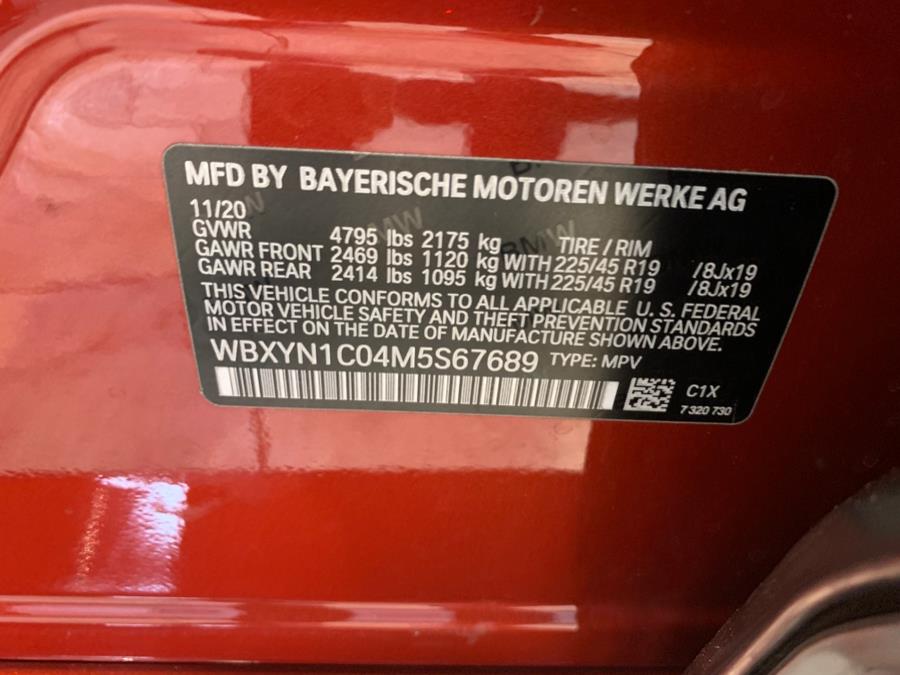 MFD BY BAYERISCHE MOTOREN WERKE AG
11/20
GVWR 4795 lbs 2175 kg TIRE / RIM
GAWR FRONT 2469 lbs 1120 kg WITH 225/45 R19 /8Jx19
GAWR REAR 2414 lbs 1095 kg WITH 225/45 R19 /8Jx19
THIS VEHICLE CONFORMS TO ALL APPLICABLE U. S. FEDERAL
MOTOR VEHICLE SAFETY AND THEFT PREVENTION STANDARDS
IN EFFECT ON THE DATE OF MANUFACTURE SHOWN ABOVE.
WBXYN1C04M5S67689 TYPE: MPV
C1X
7 320 730